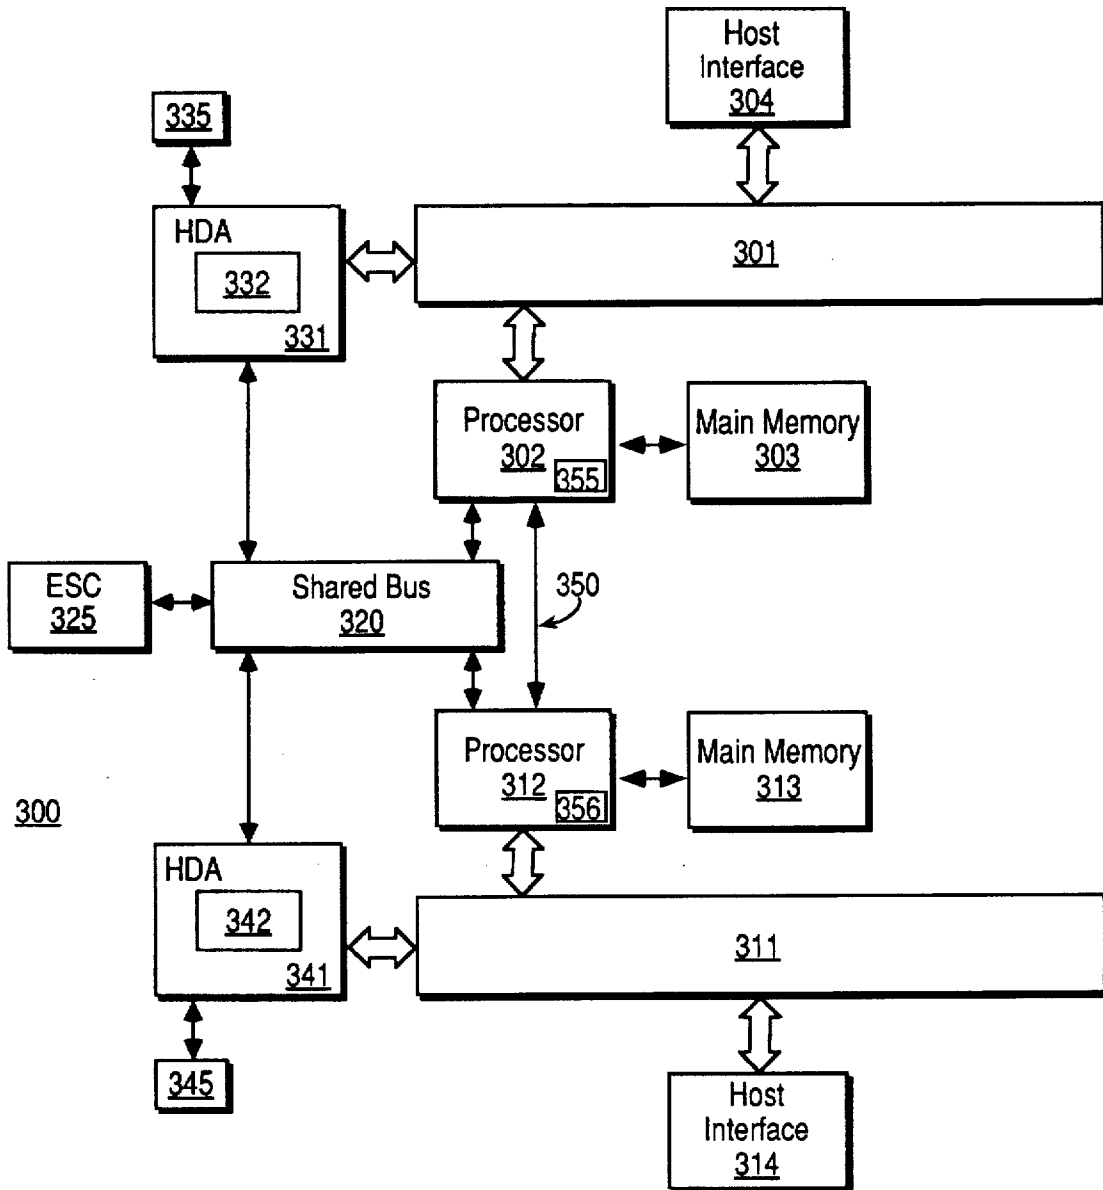 Host
Interface
304
335
HDA
332
331
301
Processor
302
355
Main Memory
303
ESC
325
Shared Bus
320
350
Processor
312
356
Main Memory
313
300
HDA
342
341
311
345
Host
Interface
314